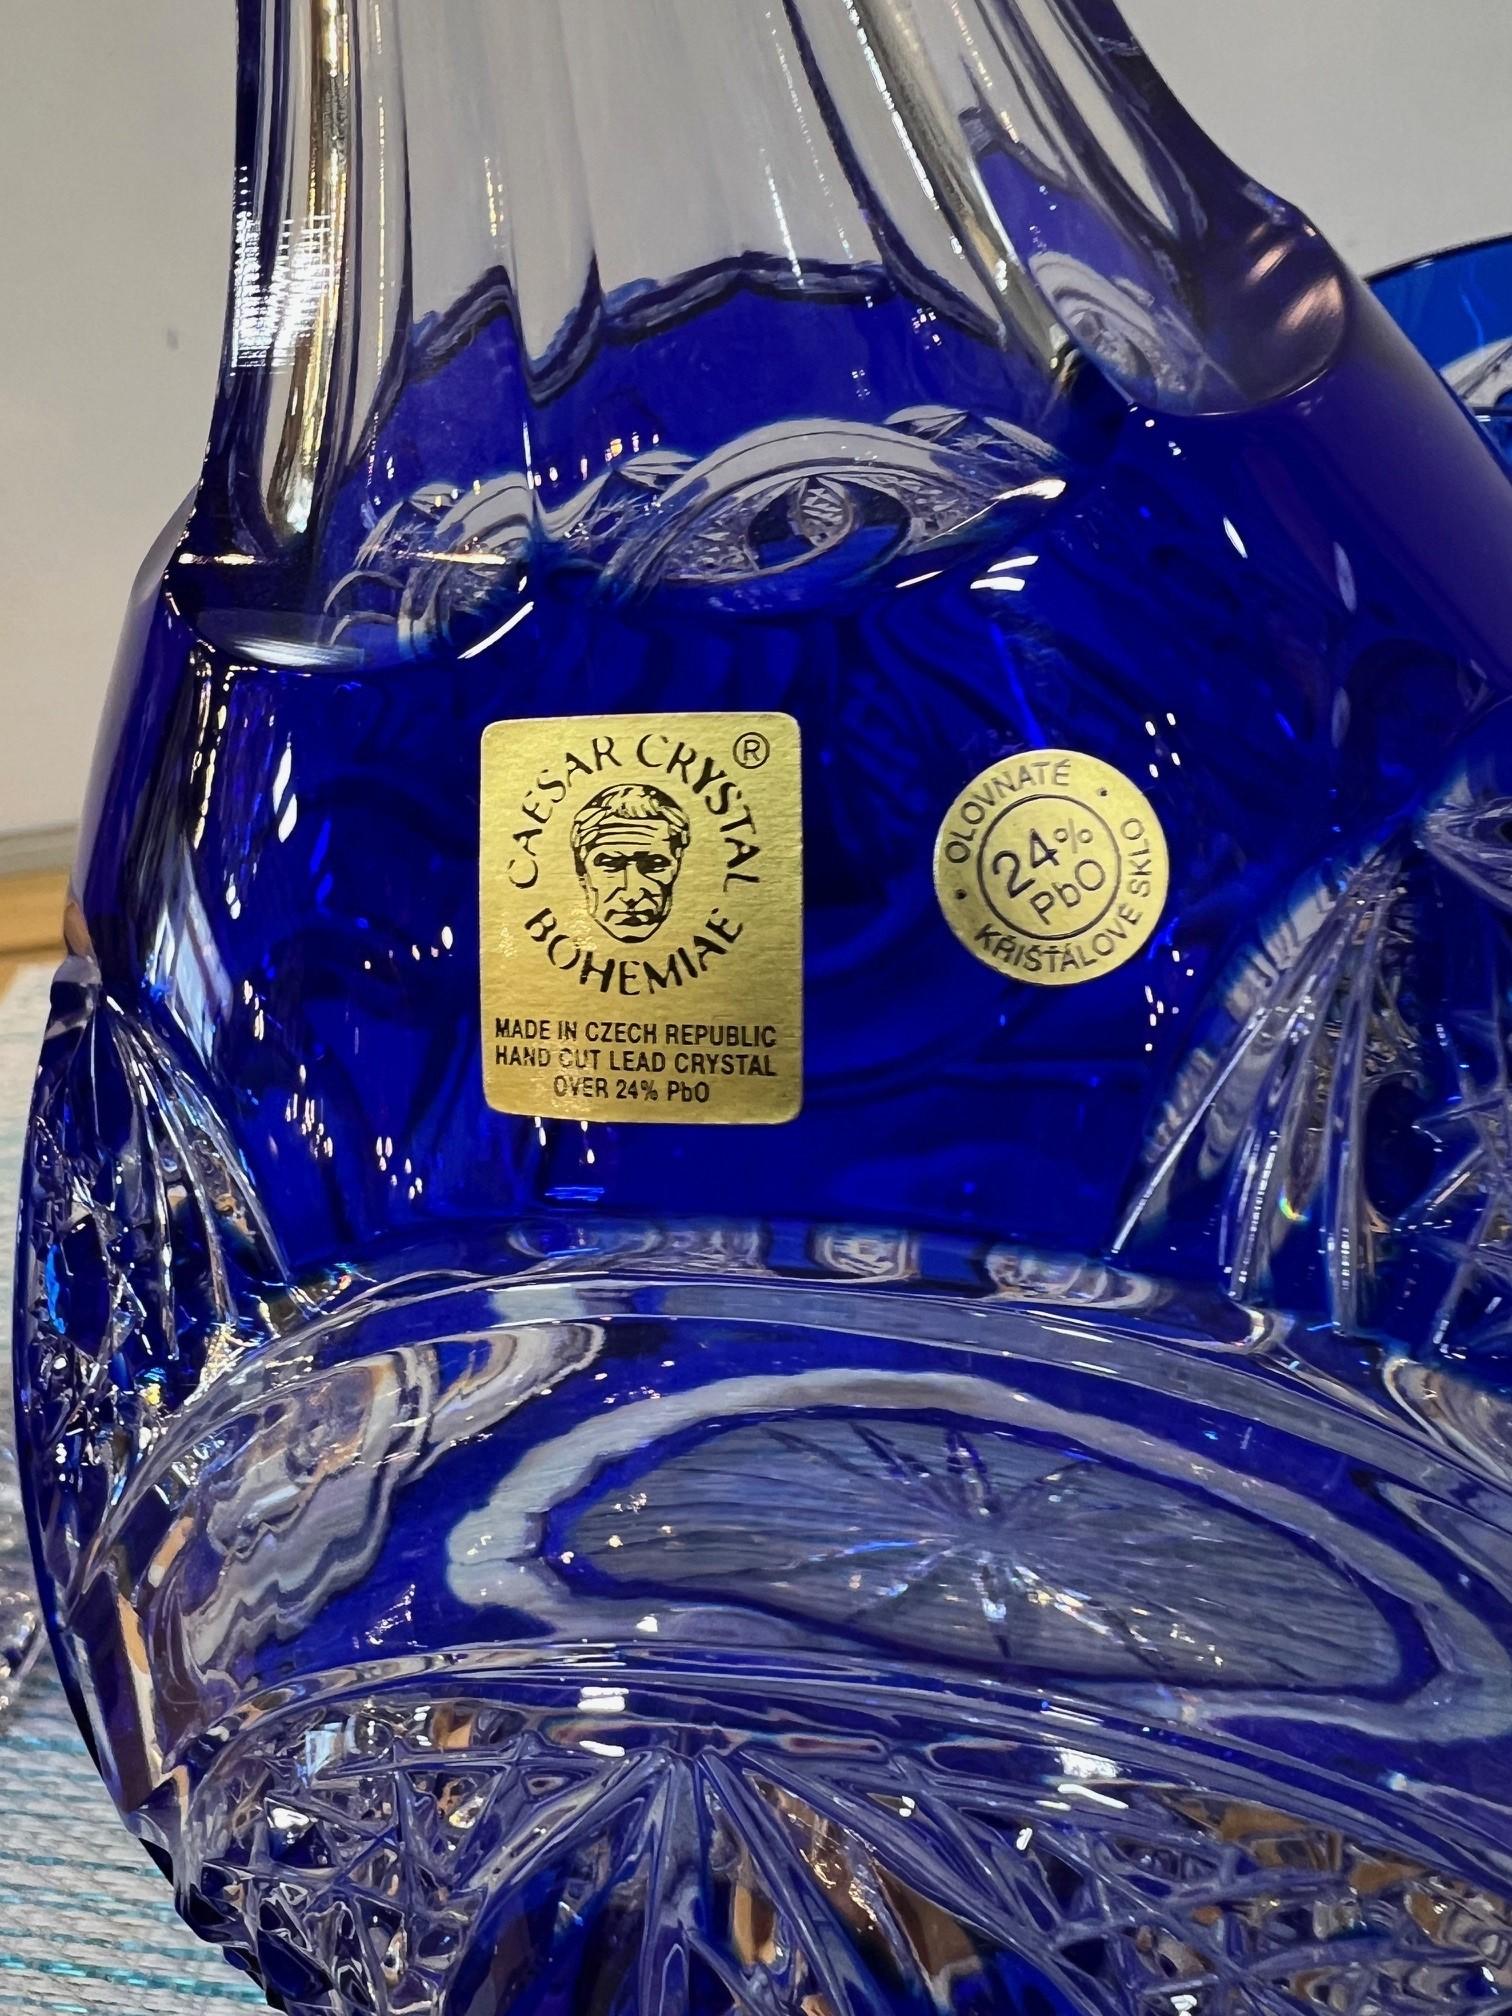 CAESAR CRYSTAL ®
BOHEMIAE
MADE IN CZECH REPUBLIC
HAND CUT LEAD CRYSTAL
OVER 24% PbO
• OLOVNATÉ •
24%
PbO
KŘIŠŤÁLOVÉ SKLO